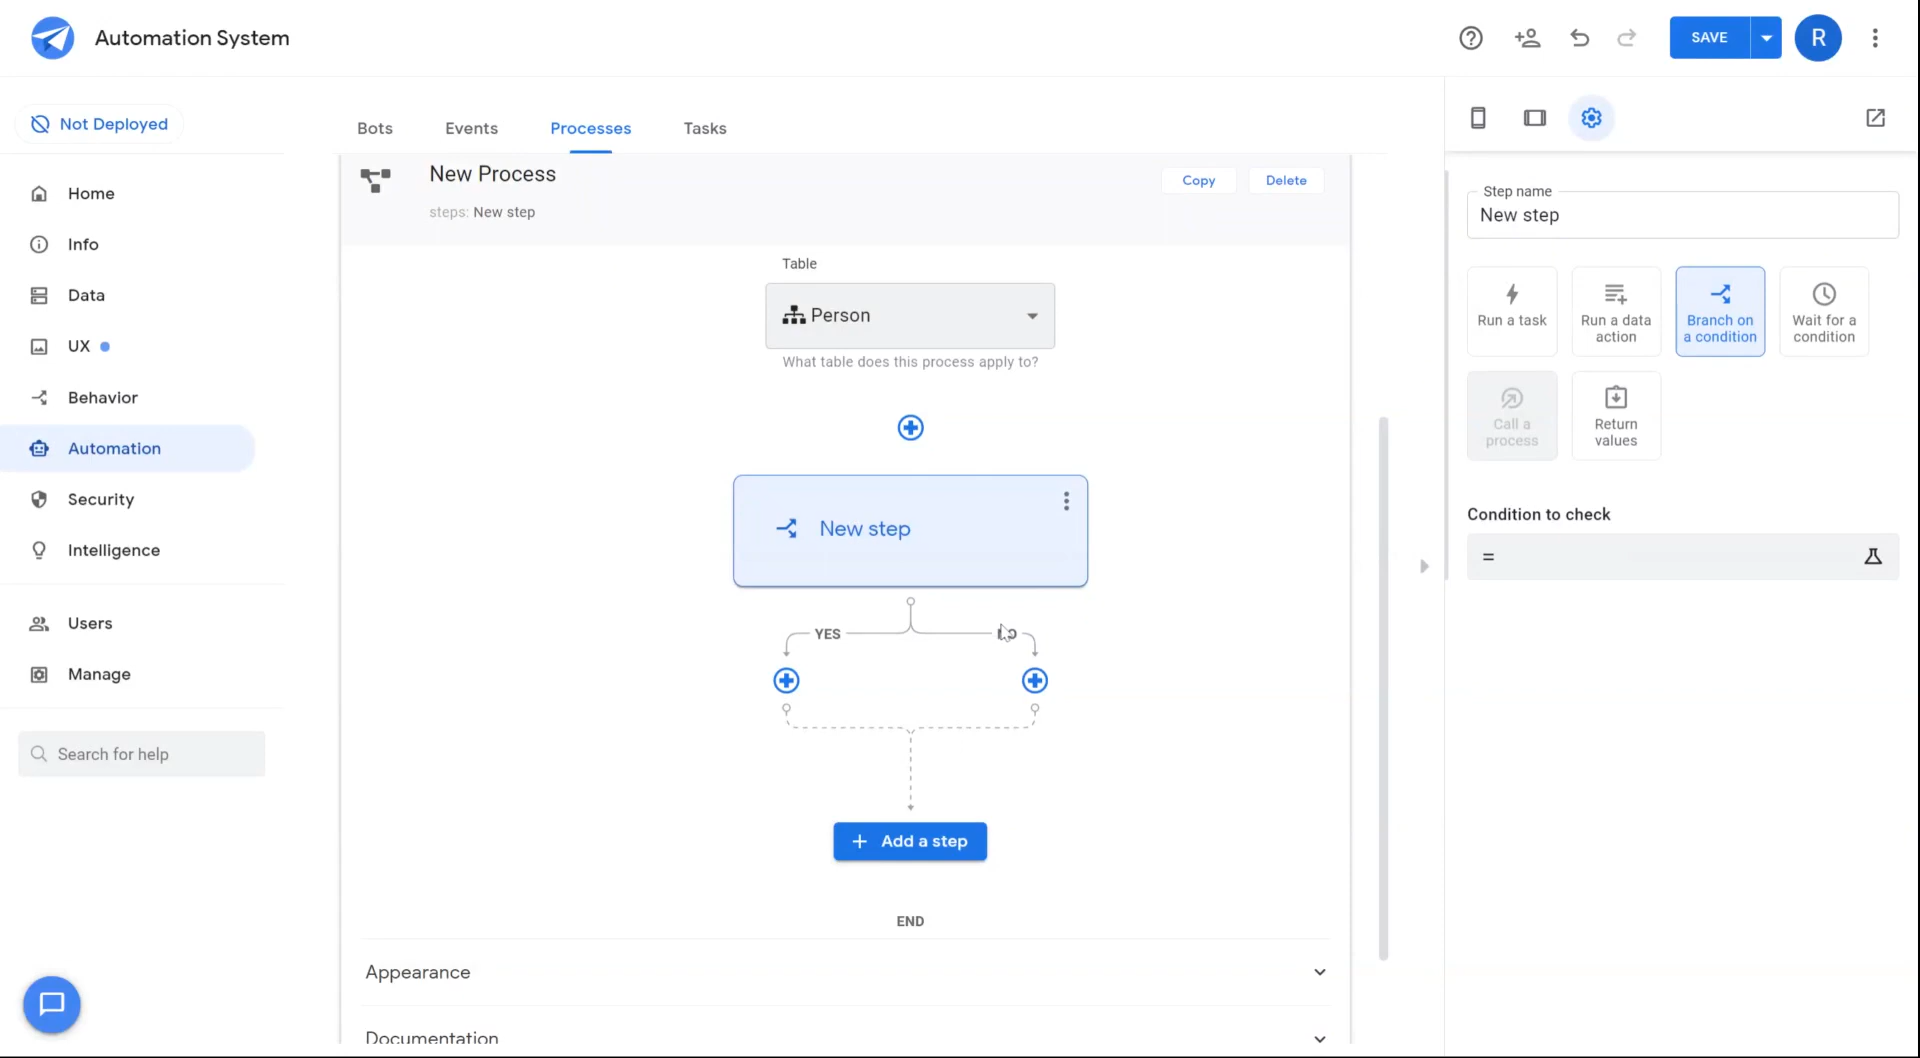 Automation System
SAVE
R
Not Deployed
Bots
Events
Processes
Tasks
Home
Info
Data
UX
Behavior
Automation
Security
Intelligence
Users
Manage
Search for help
New Process
steps: New step
Copy
Delete
Table
Person
What table does this process apply to?
New step
YES
Add a step
END
Appearance
Documentation
Step name
New step
Run a task
Run a data
action
Branch on
a condition
Wait for a
condition
Call a
process
Return
values
Condition to check
=